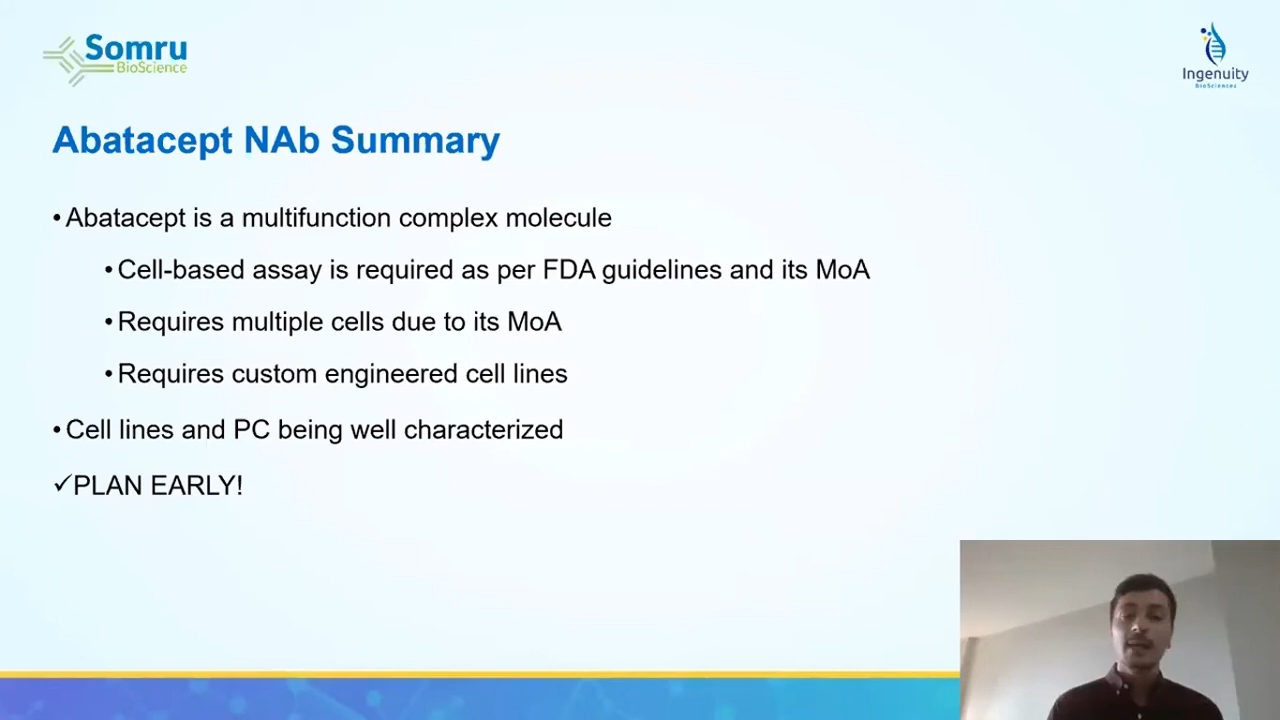 Somru
BioScience
Ingenuity
BioSciences
Abatacept NAb Summary
• Abatacept is a multifunction complex molecule
• Cell-based assay is required as per FDA guidelines and its MoA
• Requires multiple cells due to its MoA
• Requires custom engineered cell lines
• Cell lines and PC being well characterized
✓PLAN EARLY!